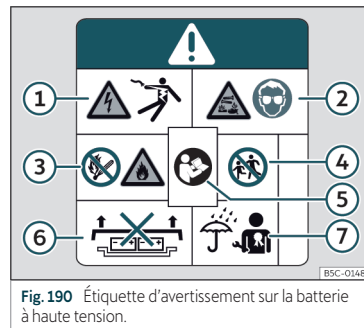 1
2
3
4
5
6
7
B5C-0148
Fig. 190 Étiquette d'avertissement sur la batterie
à haute tension.